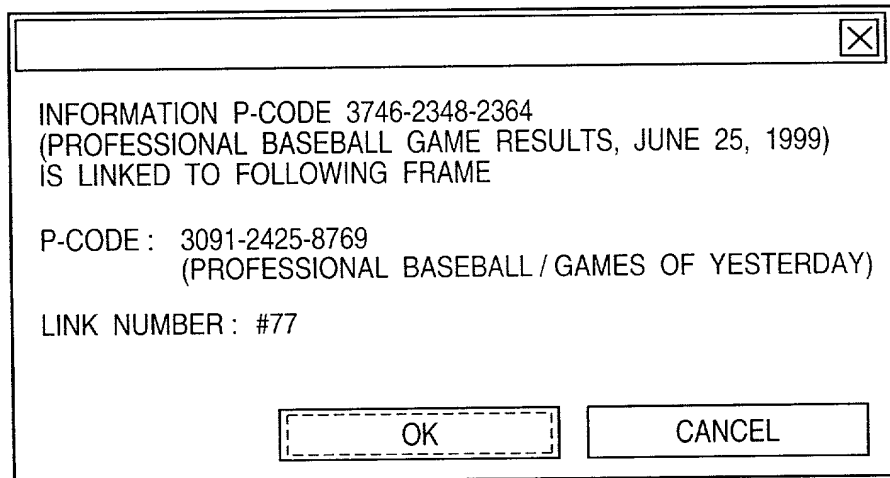 INFORMATION P-CODE 3746-2348-2364
(PROFESSIONAL BASEBALL GAME RESULTS, JUNE 25, 1999)
IS LINKED TO FOLLOWING FRAME
P-CODE : 3091-2425-8769
(PROFESSIONAL BASEBALL / GAMES OF YESTERDAY)
LINK NUMBER : #77
OK CANCEL